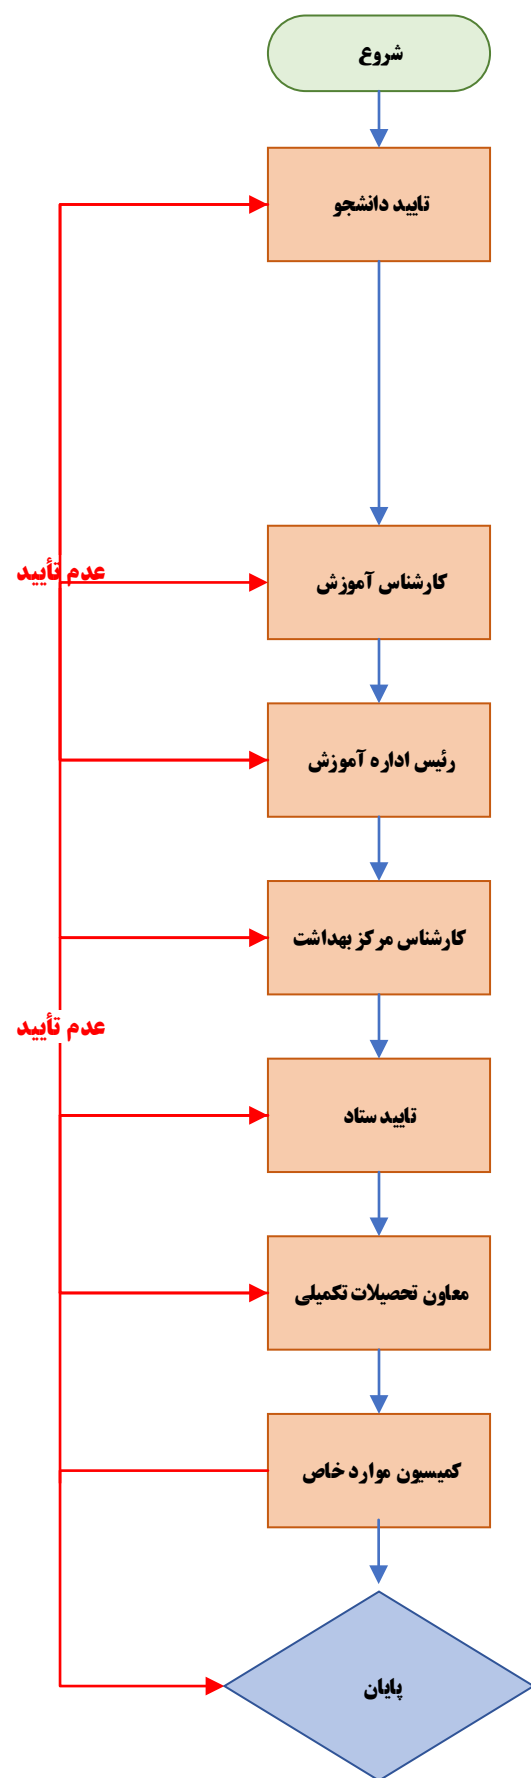 شروع
تایید دانشجو
عدم تأیید
کارشناس آموزش
رئیس اداره آموزش
کارشناس مرکز بهداشت
عدم تأیید
تایید ستاد
معاون تحصیلات تکمیلی
کمیسیون موارد خاص
پایان